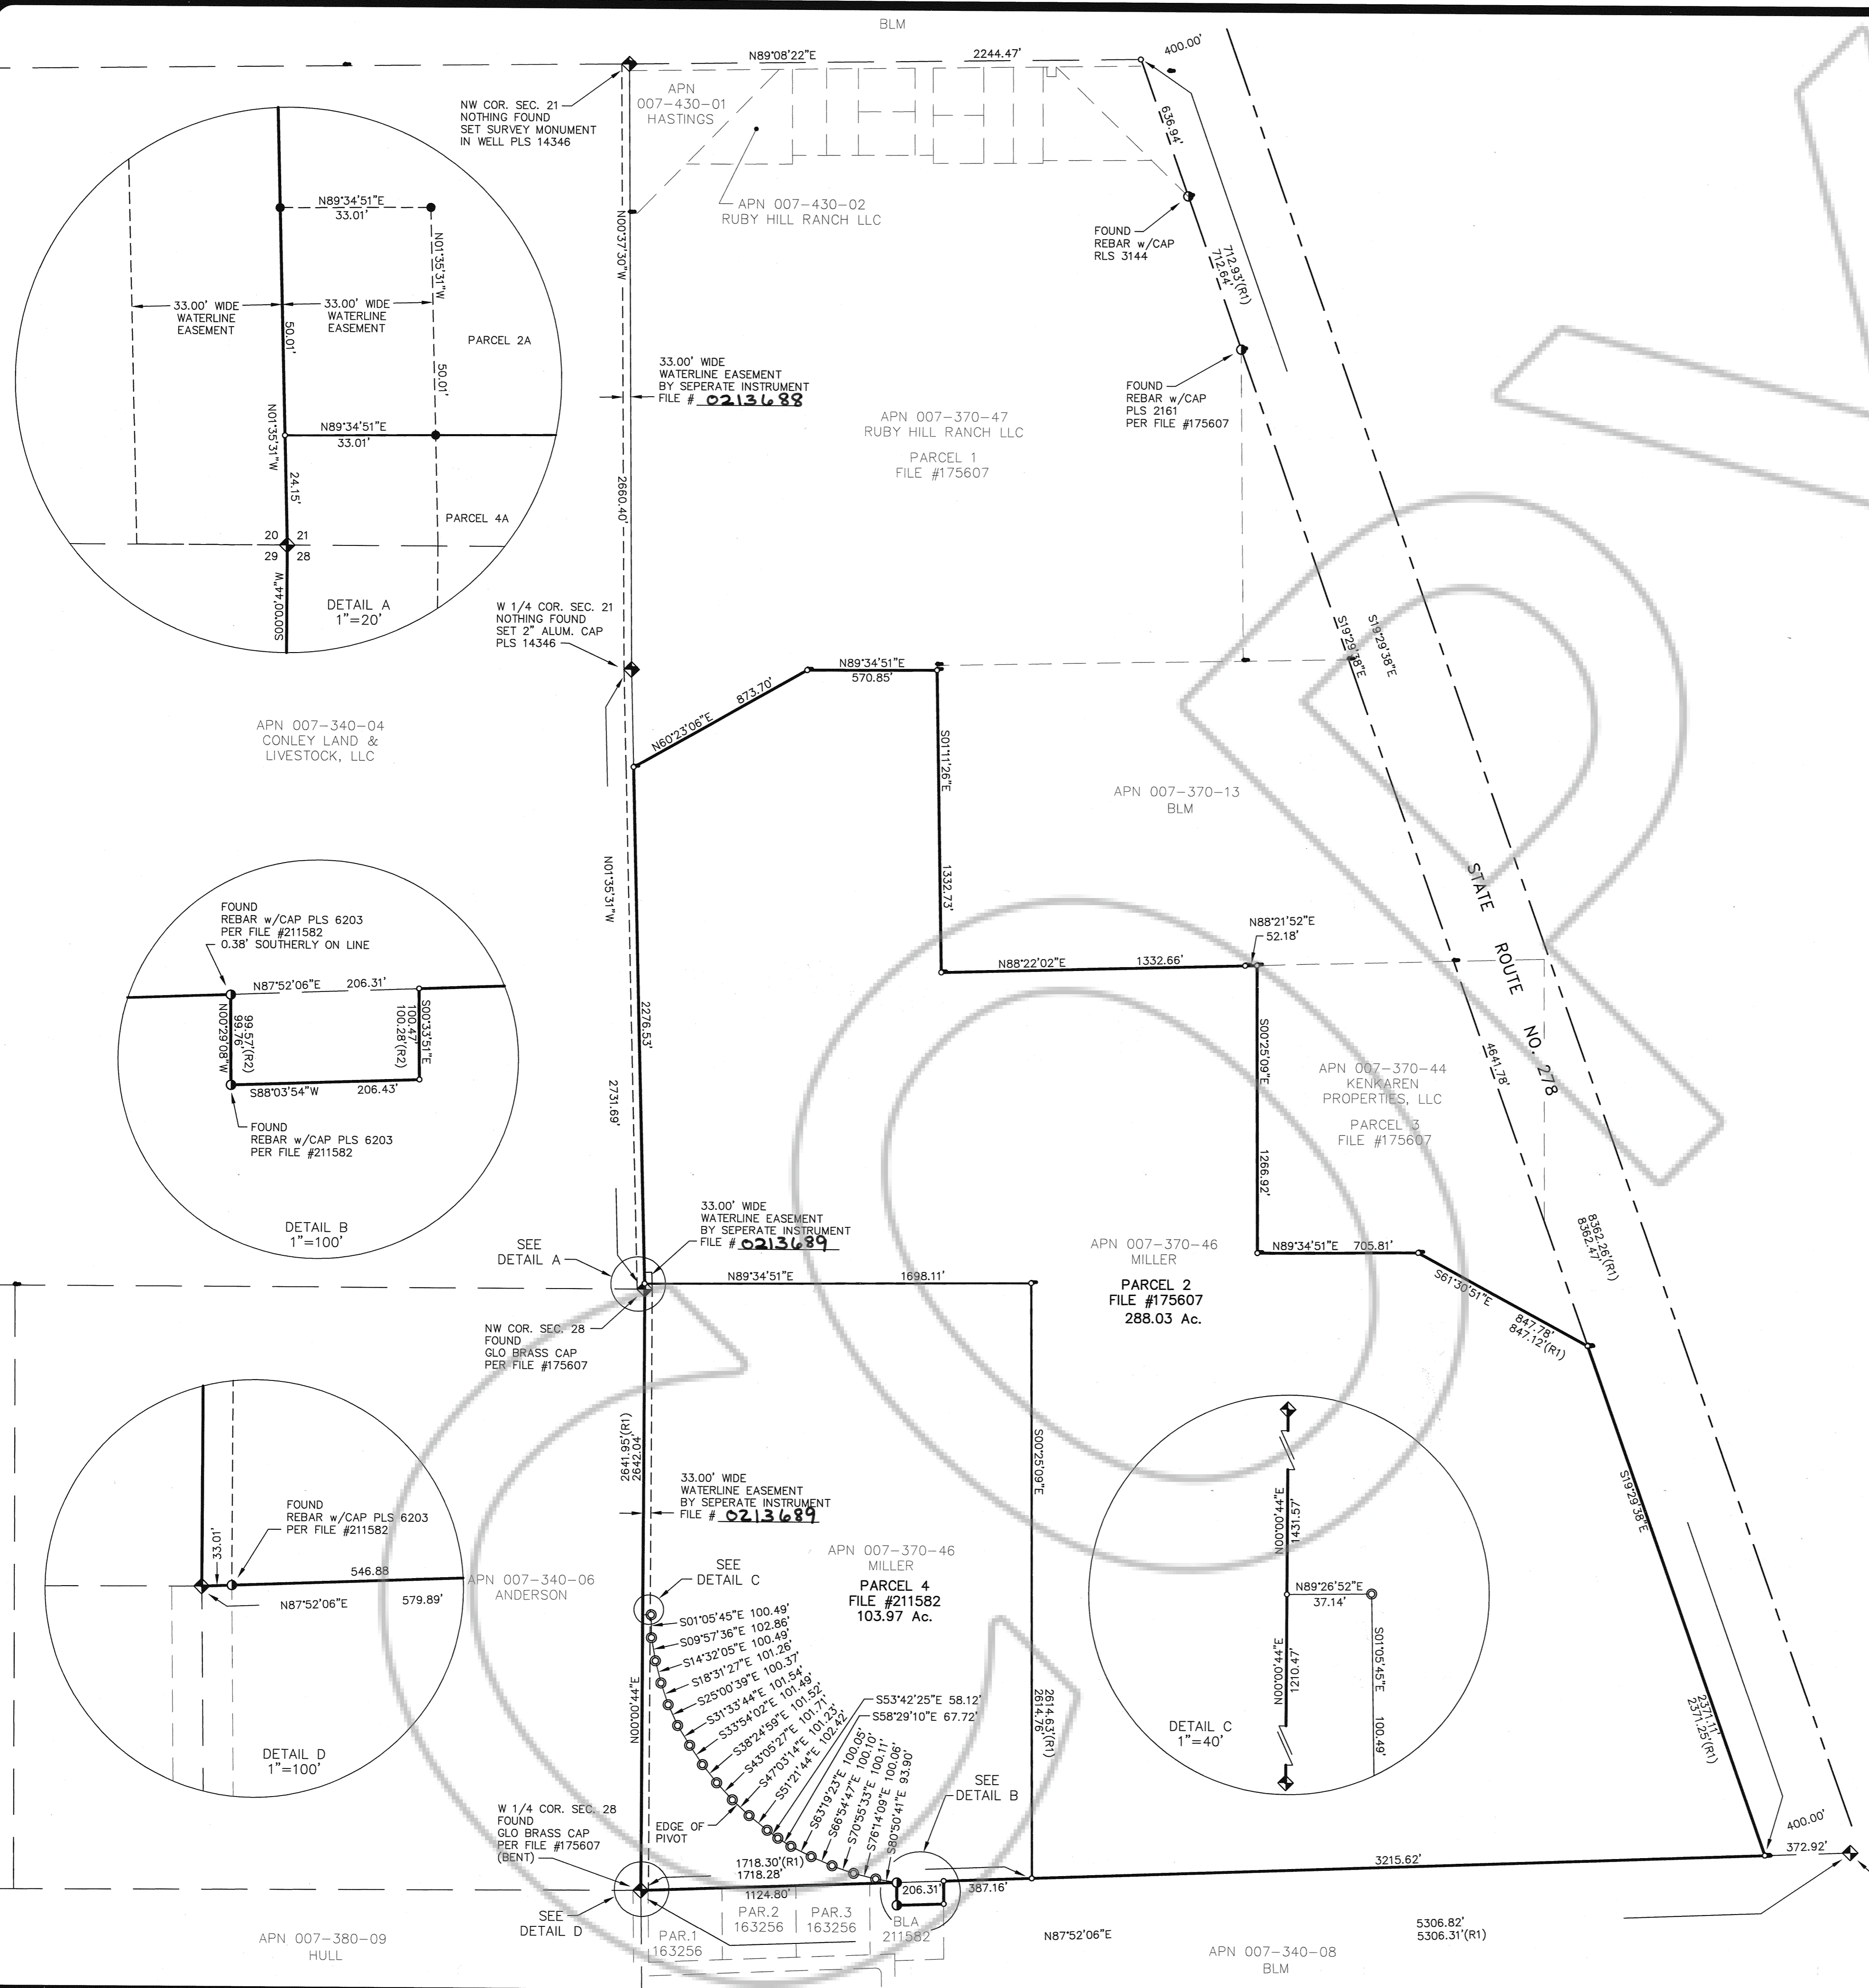 BLM
N89°08'22"E 2244.47'
400.00'
NW COR. SEC. 21
NOTHING FOUND
SET SURVEY MONUMENT
IN WELL PLS 14346
APN
007-430-01
HASTINGS
APN 007-430-02
RUBY HILL RANCH LLC
636.94'
FOUND
REBAR w/CAP
RLS 3144
712.93'(R1)
712.64'
N00°37'30"W
2660.40'
33.00' WIDE
WATERLINE EASEMENT
BY SEPERATE INSTRUMENT
FILE # 0213688
FOUND
REBAR w/CAP
PLS 2161
PER FILE #175607
APN 007-370-47
RUBY HILL RANCH LLC
PARCEL 1
FILE #175607
N89°34'51"E
33.01'
N01°35'31"W
33.00' WIDE
WATERLINE
EASEMENT
33.00' WIDE
WATERLINE
EASEMENT
50.01'
PARCEL 2A
50.01'
N89°34'51"E
33.01'
N01°35'31"W
24.15'
PARCEL 4A
20 21
29 28
S00°00'44"W
DETAIL A
1"=20'
W 1/4 COR. SEC. 21
NOTHING FOUND
SET 2" ALUM. CAP
PLS 14346
N89°34'51"E
570.85'
N60°23'06"E 873.70'
S19°29'38"E
S19°29'38"E
APN 007-340-04
CONLEY LAND &
LIVESTOCK, LLC
S01°11'26"E
1332.73'
APN 007-370-13
BLM
STATE ROUTE NO. 278
N01°35'31"W
2276.53'
2731.69'
N88°21'52"E
52.18'
N88°22'02"E 1332.66'
FOUND
REBAR w/CAP PLS 6203
PER FILE #211582
0.38' SOUTHERLY ON LINE
N87°52'06"E 206.31'
N00°29'08"W
99.57'(R2)
99.76'
S00°33'51"E
100.47'
100.28'(R2)
S88°03'54"W 206.43'
FOUND
REBAR w/CAP PLS 6203
PER FILE #211582
DETAIL B
1"=100'
S00°25'09"E
1266.92'
4641.78'
APN 007-370-44
KENKAREN
PROPERTIES, LLC
PARCEL 3
FILE #175607
8362.26'(R1)
8362.47'
33.00' WIDE
WATERLINE EASEMENT
BY SEPERATE INSTRUMENT
FILE # 0213689
SEE
DETAIL A
N89°34'51"E 1698.11'
APN 007-370-46
MILLER
PARCEL 2
FILE #175607
288.03 Ac.
N89°34'51"E 705.81'
S61°30'51"E
847.78'
847.12'(R1)
NW COR. SEC. 28
FOUND
GLO BRASS CAP
PER FILE #175607
2641.95'(R1)
2642.04'
33.00' WIDE
WATERLINE EASEMENT
BY SEPERATE INSTRUMENT
FILE # 0213689
S00°25'09"E
2614.63'(R1)
2614.76'
S19°29'38"E
2371.11'
2371.25'(R1)
FOUND
REBAR w/CAP PLS 6203
PER FILE #211582
33.01'
546.88
N87°52'06"E 579.89'
DETAIL D
1"=100'
APN 007-340-06
ANDERSON
SEE
DETAIL C
APN 007-370-46
MILLER
PARCEL 4
FILE #211582
103.97 Ac.
N00°00'44"E
1431.57'
N89°26'52"E
37.14'
N00°00'44"E
1210.47'
S01°05'45"E
100.49'
DETAIL C
1"=40'
N00°00'44"E
S01°05'45"E 100.49'
S09°57'36"E 102.86'
S14°32'05"E 100.49'
S18°31'27"E 101.26'
S25°00'39"E 100.37'
S31°33'44"E 101.54'
S33°54'02"E 101.49'
S38°24'59"E 101.52'
S43°05'27"E 101.71'
S47°03'14"E 101.23'
S51°21'44"E 102.42'
S53°42'25"E 58.12'
S58°29'10"E 67.72'
S63°19'23"E 100.05'
S66°54'47"E 100.10'
S70°55'33"E 100.11'
S76°14'09"E 100.06'
S80°50'41"E 93.90'
SEE
DETAIL B
EDGE OF
PIVOT
W 1/4 COR. SEC. 28
FOUND
GLO BRASS CAP
PER FILE #175607
(BENT)
1718.30'(R1)
1718.28'
1124.80'
206.31'
387.16'
3215.62'
400.00'
372.92'
SEE
DETAIL D
PAR.1
163256
PAR.2
163256
PAR.3
163256
BLA
211582
N87°52'06"E
5306.82'
5306.31'(R1)
APN 007-380-09
HULL
APN 007-340-08
BLM